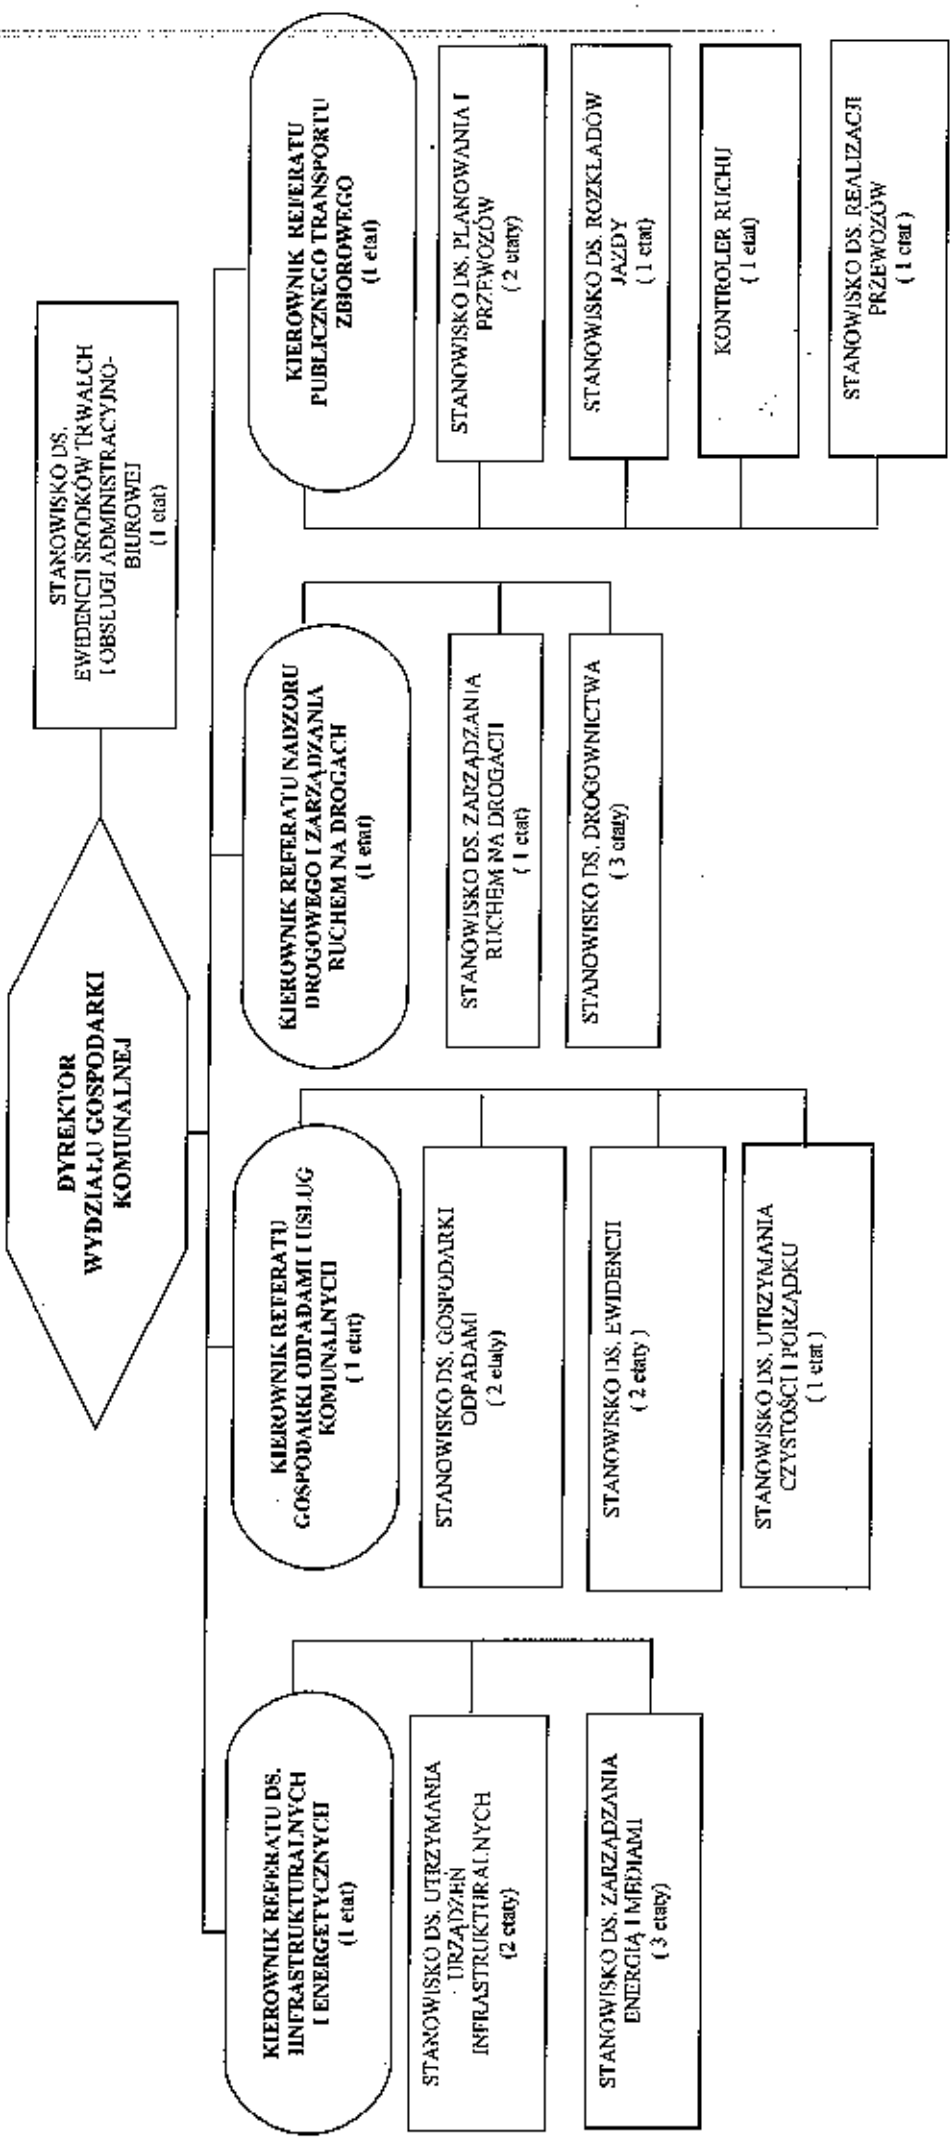 DYREKTOR
WYDZIAŁU GOSPODARKI
KOMUNALNEJ
STANOWISKO DS.
EWIDENCJI ŚRODKÓW TRWAŁCH
I OBSŁUGI ADMINISTRACYJNO-
BIUROWEJ
(1 etat)
KIEROWNIK REFERATU DS.
IINFRASTRUKTURALNYCH
I ENERGETYCZNYCH
(1 etat)
STANOWISKO DS. UTRZYMANIA
URZĄDZEŃ
INFRASTRUKTURALNYCH
(2 etaty)
STANOWISKO DS. ZARZĄDZANIA
ENERGIĄ I MEDIAMI
( 3 etaty)
KIEROWNIK REFERATU
GOSPODARKI ODPADAMI I USŁUG
KOMUNALNYCH
( 1 etat)
STANOWISKO DS. GOSPODARKI
ODPADAMI
( 2 etaty)
STANOWISKO DS. EWIDENCJI
( 2 etaty )
STANOWISKO DS. UTRZYMANIA
CZYSTOŚCI I PORZĄDKU
( 1 etat )
KIEROWNIK REFERATU NADZORU
DROGOWEGO I ZARZĄDZANIA
RUCHEM NA DROGACH
(1 etat)
STANOWISKO DS. ZARZĄDZANIA
RUCHEM NA DROGACH
( 1 etat)
STANOWISKO DS. DROGOWNICTWA
( 3 etaty)
KIEROWNIK REFERATU
PUBLICZNEGO TRANSPORTU
ZBIOROWEGO
(1 etat)
STANOWISKO DS. PLANOWANIA I
PRZEWOZÓW
( 2 etaty)
STANOWISKO DS. ROZKŁADÓW
JAZDY
( 1 etat)
KONTROLER RUCHU
( 1 etat)
STANOWISKO DS. REALIZACJI
PRZEWOZÓW
( 1 etat )